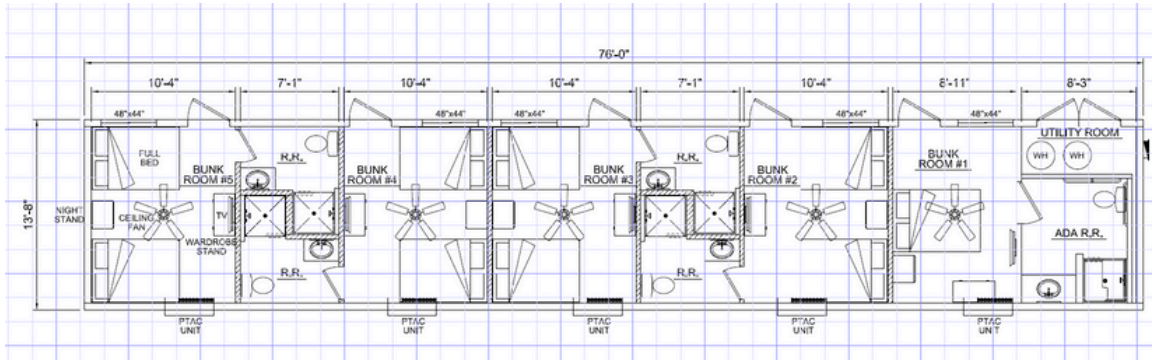 76'-0"
10'-4"
7'-1"
10'-4"
10'-4"
7'-1"
10'-4"
8'-11"
8'-3"
48"x44"
48"x44"
48"x44"
48"x44"
48"x44"
13'-8"
FULL
BED
BUNK
ROOM #5
R.R.
BUNK
ROOM #4
BUNK
ROOM #3
R.R.
BUNK
ROOM #2
BUNK
ROOM #1
UTILITY ROOM
WH
WH
NIGHT
STAND
CEILING
FAN
TV
WARDROBE
STAND
ADA R.R.
R.R.
R.R.
PTAC
UNIT
PTAC
UNIT
PTAC
UNIT
PTAC
UNIT
PTAC
UNIT